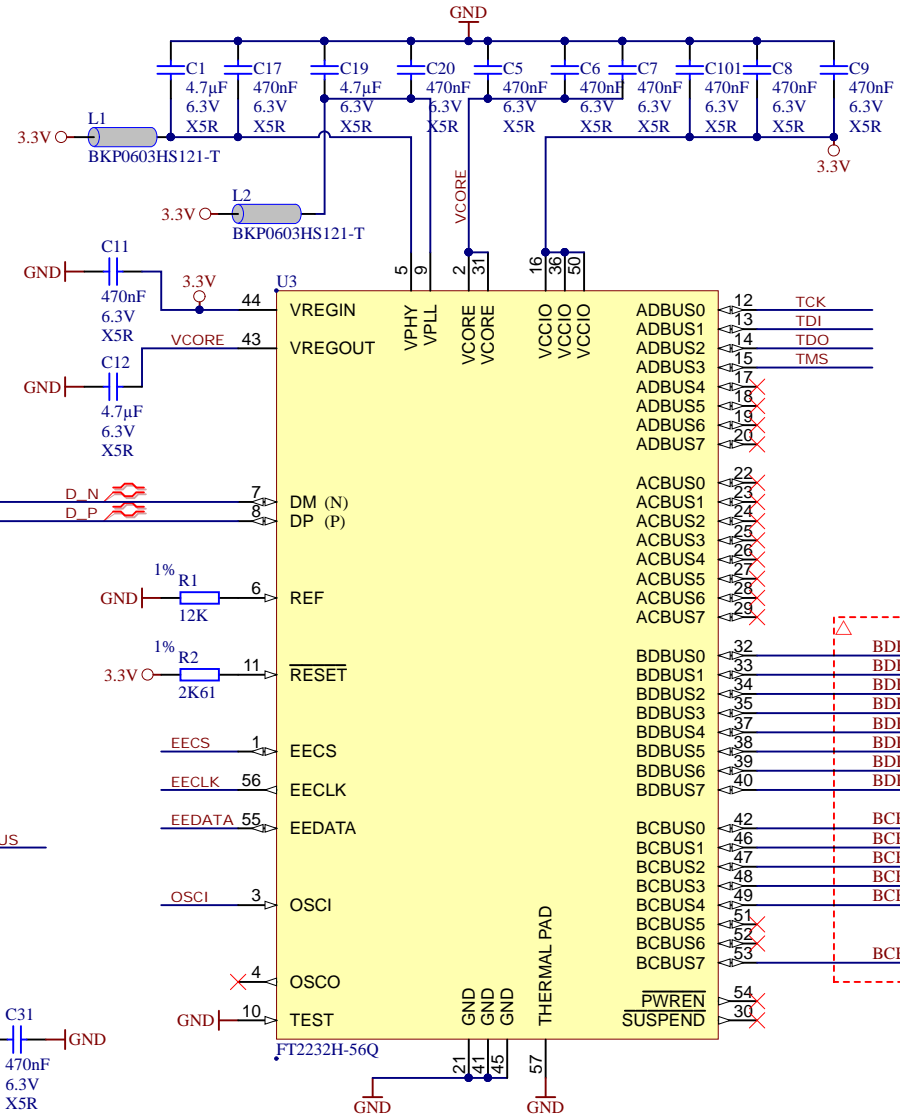 GND
C1
4.7µF
6.3V
X5R
C17
470nF
6.3V
X5R
C19
4.7µF
6.3V
X5R
C20
470nF
6.3V
X5R
C5
470nF
6.3V
X5R
C6
470nF
6.3V
X5R
C7
470nF
6.3V
X5R
C101
470nF
6.3V
X5R
C8
470nF
6.3V
X5R
C9
470nF
6.3V
X5R
3.3V
L1
BKP0603HS121-T
3.3V
3.3V
L2
BKP0603HS121-T
VCORE
GND
C11
470nF
6.3V
X5R
3.3V
VCORE
GND
C12
4.7µF
6.3V
X5R
U3
5 VPHY
9 VPLL
2 VCORE
31 VCORE
16 VCCIO
36 VCCIO
50 VCCIO
44 VREGIN
43 VREGOUT
D_N 7 DM (N)
D_P 8 DP (P)
GND 1% R1 12K 6 REF
3.3V 1% R2 2K61 11 RESET
EECS 1 EECS
EECLK 56 EECLK
EEDATA 55 EEDATA
US
OSCI 3 OSCI
4 OSCO
GND 10 TEST
ADBUS0 12 TCK
ADBUS1 13 TDI
ADBUS2 14 TDO
ADBUS3 15 TMS
ADBUS4 17
ADBUS5 18
ADBUS6 19
ADBUS7 20
ACBUS0 22
ACBUS1 23
ACBUS2 24
ACBUS3 25
ACBUS4 26
ACBUS5 27
ACBUS6 28
ACBUS7 29
BDBUS0 32
BDBUS1 33
BDBUS2 34
BDBUS3 35
BDBUS4 37
BDBUS5 38
BDBUS6 39
BDBUS7 40
BCBUS0 42
BCBUS1 46
BCBUS2 47
BCBUS3 48
BCBUS4 49
BCBUS5 51
BCBUS6 52
BCBUS7 53
PWREN 54
SUSPEND 30
GND 21
GND 41
GND 45
THERMAL PAD 57
FT2232H-56Q
GND
GND
C31
GND
470nF
6.3V
X5R